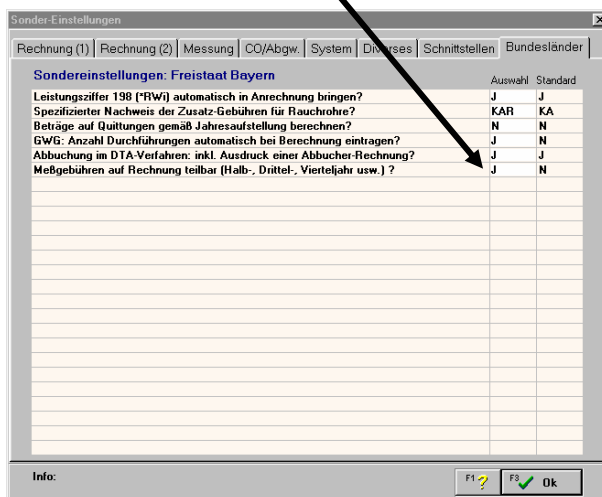 Sonder-Einstellungen
Rechnung (1) Rechnung (2) Messung CO/Abgw. System Diverses Schnittstellen Bundesländer
Sondereinstellungen: Freistaat Bayern Auswahl Standard
Leistungsziffer 198 (*RWi) automatisch in Anrechnung bringen? J J
Spezifizierter Nachweis der Zusatz-Gebühren für Rauchrohre? KAR KA
Beträge auf Quittungen gemäß Jahresaufstellung berechnen? N N
GWG: Anzahl Durchführungen automatisch bei Berechnung eintragen? J N
Abbuchung im DTA-Verfahren: inkl. Ausdruck einer Abbucher-Rechnung? J J
Meßgebühren auf Rechnung teilbar (Halb-, Drittel-, Vierteljahr usw.) ? J N
Info: F1 ? F3 Ok